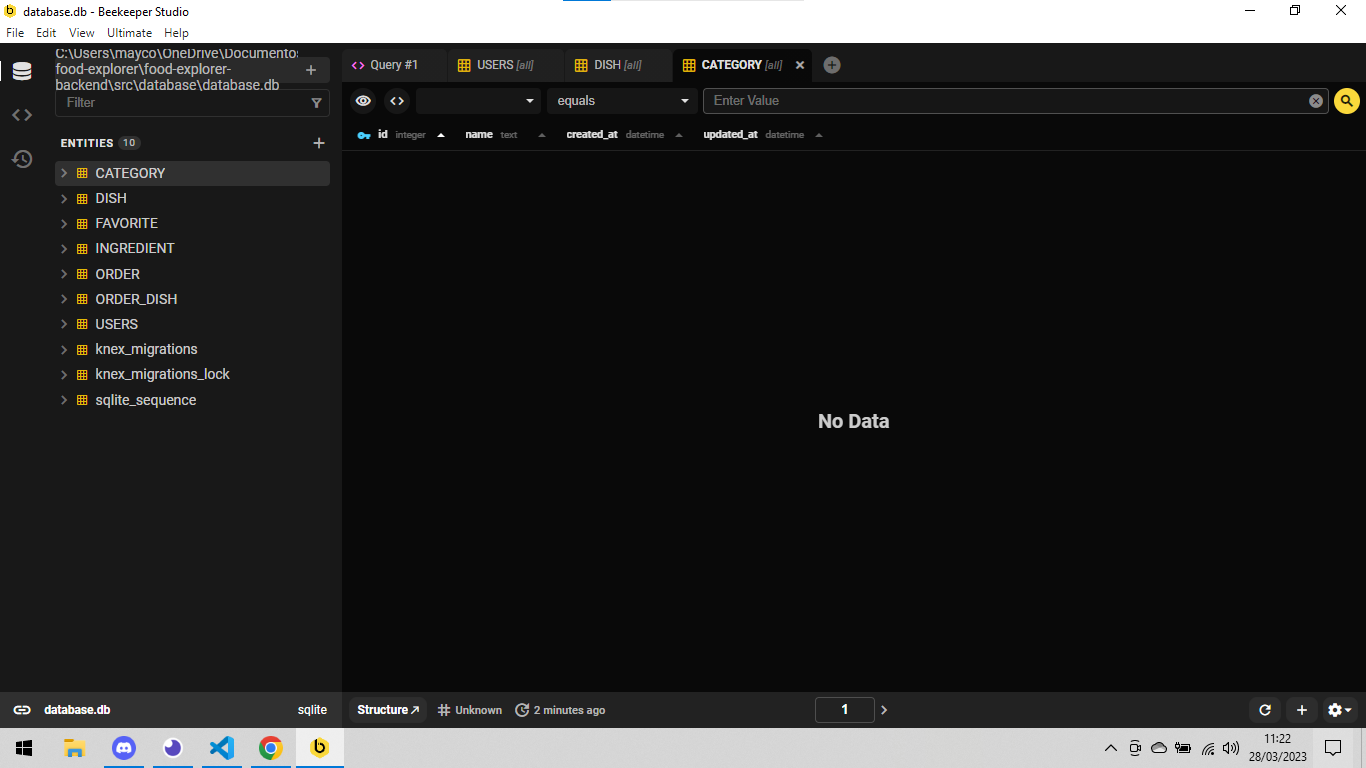 database.db - Beekeeper Studio
File Edit View Ultimate Help
C:\Users\mayco\OneDrive\Documentos
food-explorer\food-explorer-
backend\src\database\database.db
Filter
ENTITIES 10
CATEGORY
DISH
FAVORITE
INGREDIENT
ORDER
ORDER_DISH
USERS
knex_migrations
knex_migrations_lock
sqlite_sequence
database.db sqlite
Query #1 USERS [all] DISH [all] CATEGORY [all]
equals Enter Value
id integer name text created_at datetime updated_at datetime
No Data
Structure Unknown 2 minutes ago 1
11:22
28/03/2023